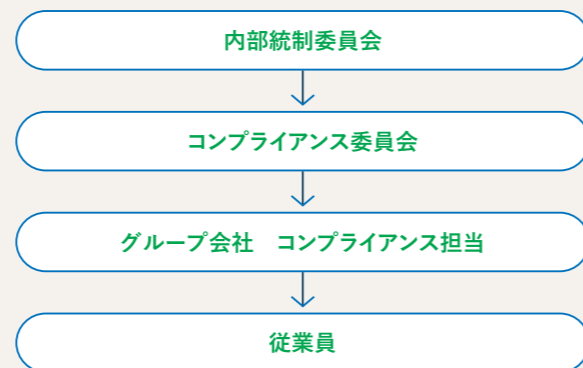 内部統制委員会
コンプライアンス委員会
グループ会社　コンプライアンス担当
従業員